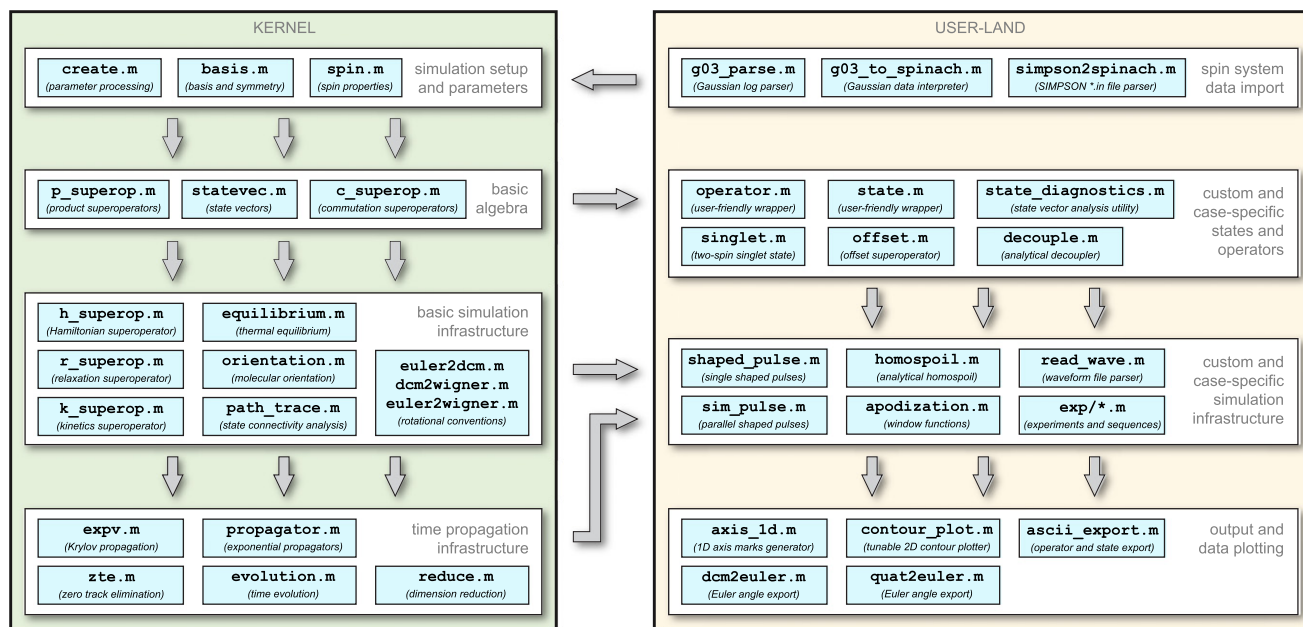 KERNEL
create.m
(parameter processing)
basis.m
(basis and symmetry)
spin.m
(spin properties)
simulation setup
and parameters
p_superop.m
(product superoperators)
statevec.m
(state vectors)
c_superop.m
(commutation superoperators)
basic
algebra
h_superop.m
(Hamiltonian superoperator)
equilibrium.m
(thermal equilibrium)
basic simulation
infrastructure
r_superop.m
(relaxation superoperator)
orientation.m
(molecular orientation)
k_superop.m
(kinetics superoperator)
path_trace.m
(state connectivity analysis)
euler2dcm.m
dcm2wigner.m
euler2wigner.m
(rotational conventions)
expv.m
(Krylov propagation)
propagator.m
(exponential propagators)
time propagation
infrastructure
zte.m
(zero track elimination)
evolution.m
(time evolution)
reduce.m
(dimension reduction)
USER-LAND
g03_parse.m
(Gaussian log parser)
g03_to_spinach.m
(Gaussian data interpreter)
simpson2spinach.m
(SIMPSON *.in file parser)
spin system
data import
operator.m
(user-friendly wrapper)
state.m
(user-friendly wrapper)
state_diagnostics.m
(state vector analysis utility)
singlet.m
(two-spin singlet state)
offset.m
(offset superoperator)
decouple.m
(analytical decoupler)
custom and
case-specific
states and
operators
shaped_pulse.m
(single shaped pulses)
homospoil.m
(analytical homospoil)
read_wave.m
(waveform file parser)
sim_pulse.m
(parallel shaped pulses)
apodization.m
(window functions)
exp/*.m
(experiments and sequences)
custom and
case-specific
simulation
infrastructure
axis_1d.m
(1D axis marks generator)
contour_plot.m
(tunable 2D contour plotter)
ascii_export.m
(operator and state export)
output and
data plotting
dcm2euler.m
(Euler angle export)
quat2euler.m
(Euler angle export)